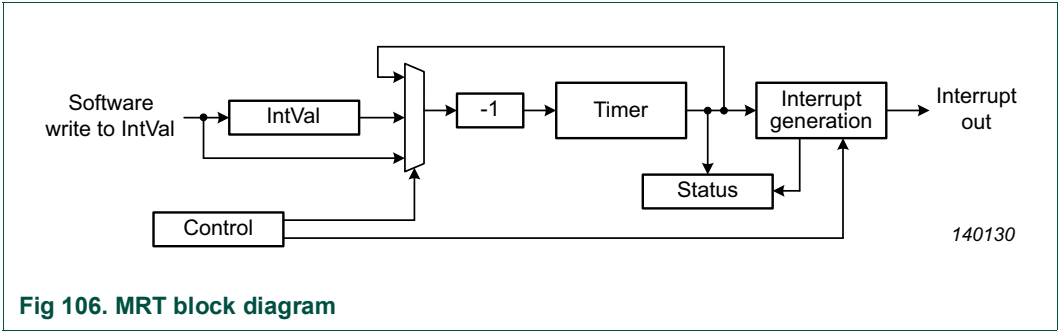 Software
write to IntVal
IntVal
-1
Timer
Interrupt
generation
Interrupt
out
Status
Control
140130
Fig 106. MRT block diagram